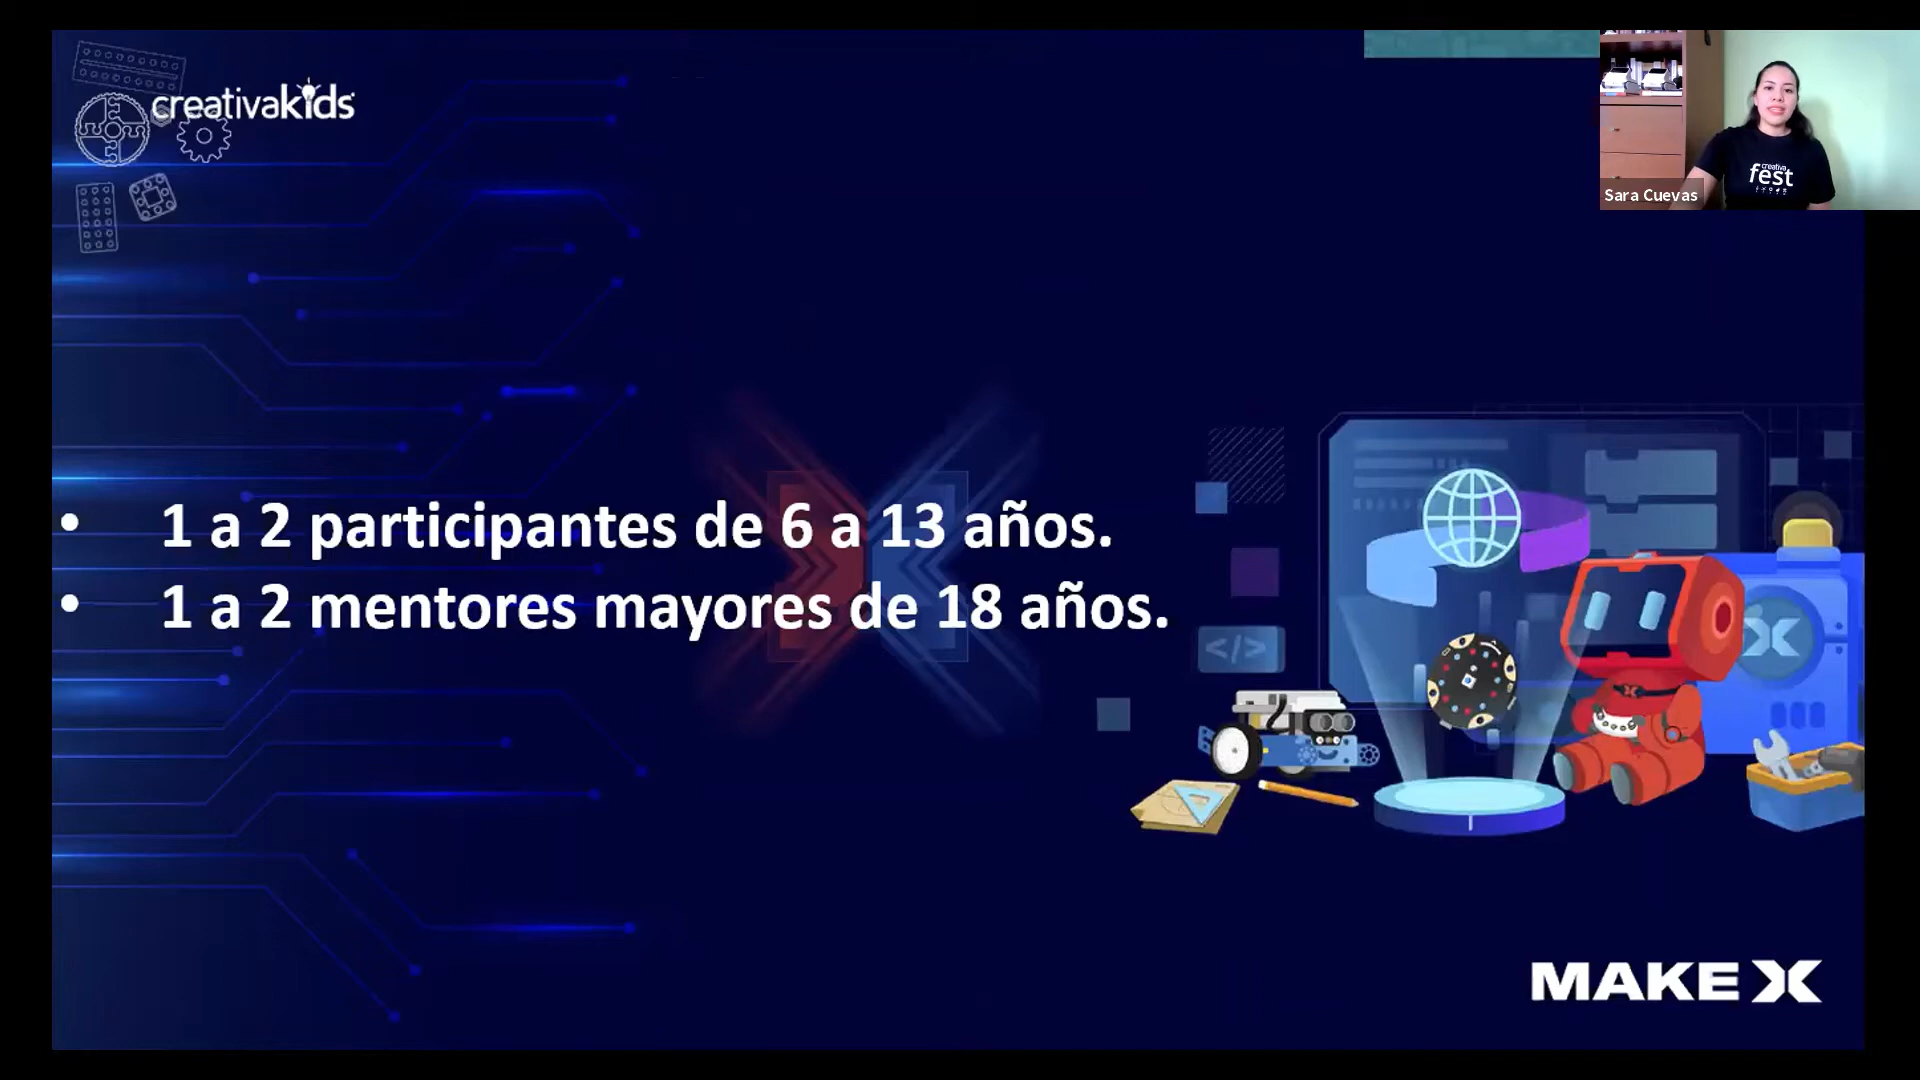 creativakids
Sara Cuevas
creativa
fest
• 1 a 2 participantes de 6 a 13 años.
• 1 a 2 mentores mayores de 18 años.
</>
MAKE X